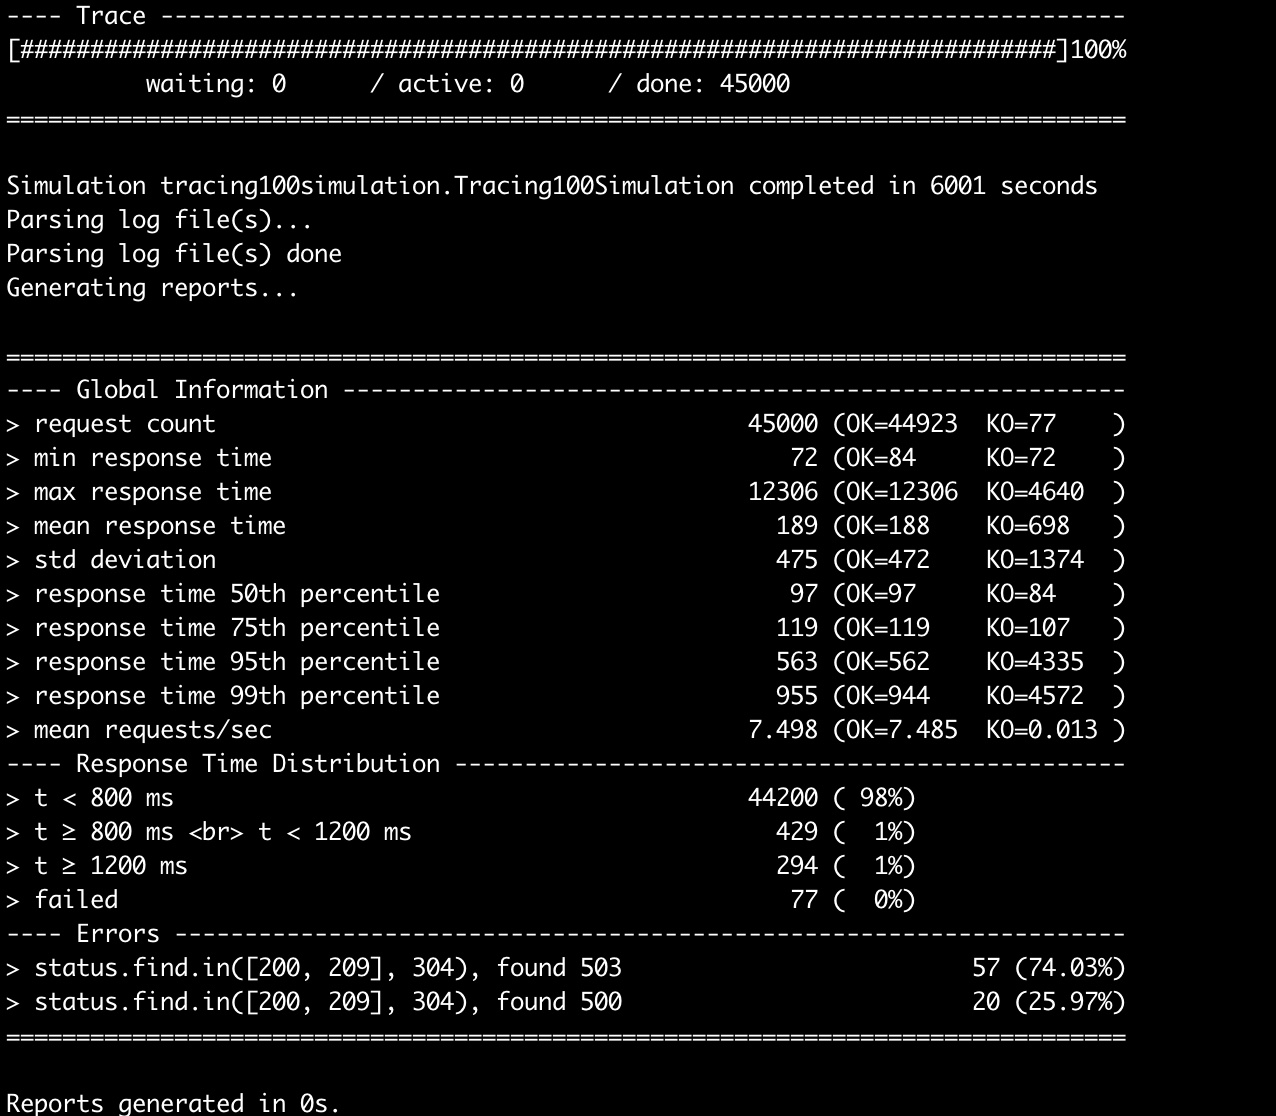 ---- Trace ---------------------------------------------------------------------
[##########################################################################]100%
          waiting: 0      / active: 0      / done: 45000
================================================================================
Simulation tracing100simulation.Tracing100Simulation completed in 6001 seconds
Parsing log file(s)...
Parsing log file(s) done
Generating reports...
================================================================================
---- Global Information --------------------------------------------------------
> request count                                      45000 (OK=44923  KO=77    )
> min response time                                     72 (OK=84     KO=72    )
> max response time                                  12306 (OK=12306  KO=4640  )
> mean response time                                   189 (OK=188    KO=698   )
> std deviation                                        475 (OK=472    KO=1374  )
> response time 50th percentile                         97 (OK=97     KO=84    )
> response time 75th percentile                        119 (OK=119    KO=107   )
> response time 95th percentile                        563 (OK=562    KO=4335  )
> response time 99th percentile                        955 (OK=944    KO=4572  )
> mean requests/sec                                  7.498 (OK=7.485  KO=0.013 )
---- Response Time Distribution ------------------------------------------------
> t < 800 ms                                         44200 ( 98%)
> t ≥ 800 ms <br> t < 1200 ms                          429 (  1%)
> t ≥ 1200 ms                                          294 (  1%)
> failed                                                77 (  0%)
---- Errors --------------------------------------------------------------------
> status.find.in([200, 209], 304), found 503                         57 (74.03%)
> status.find.in([200, 209], 304), found 500                         20 (25.97%)
================================================================================
Reports generated in 0s.